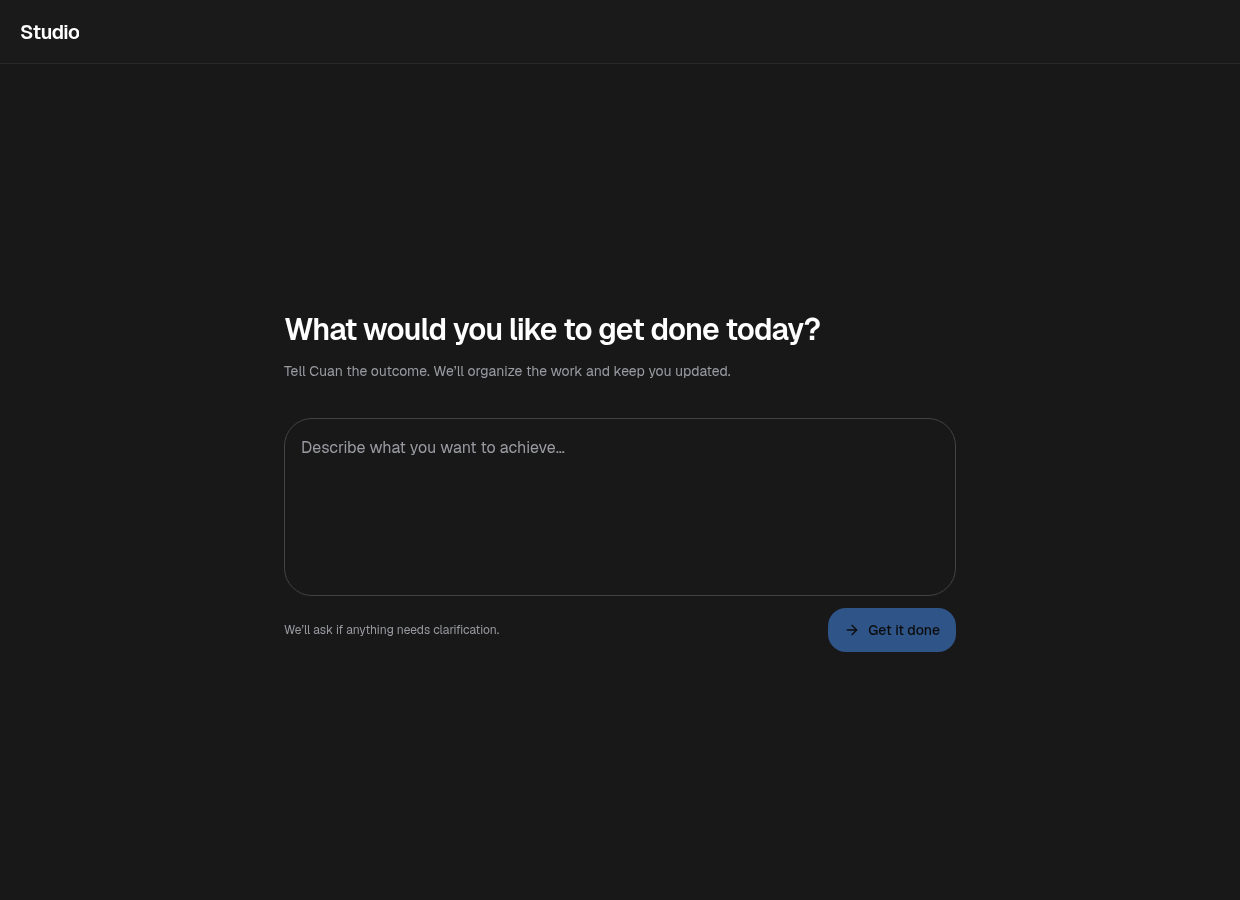 Studio
What would you like to get done today?
Tell Cuan the outcome. We’ll organize the work and keep you updated.
Describe what you want to achieve…
We’ll ask if anything needs clarification.
Get it done